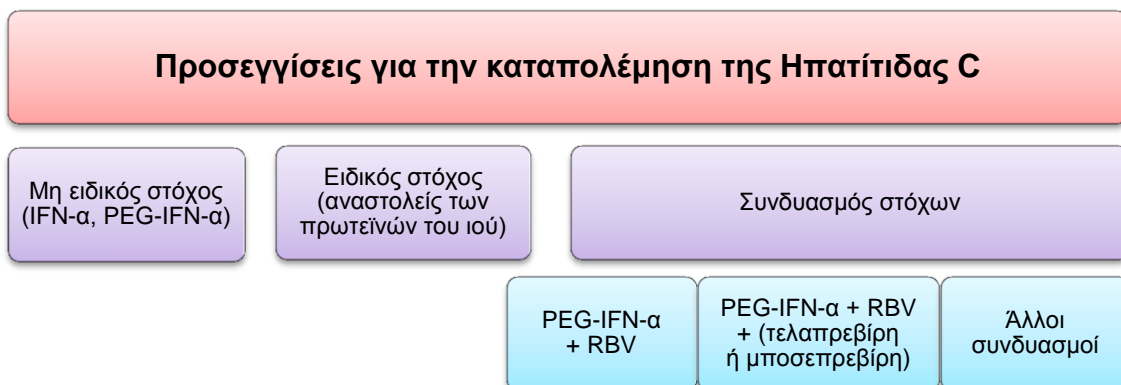 Προσεγγίσεις για την καταπολέμηση της Ηπατίτιδας C
Μη ειδικός στόχος
(IFN-α, PEG-IFN-α)
Ειδικός στόχος
(αναστολείς των
πρωτεϊνών του ιού)
Συνδυασμός στόχων
PEG-IFN-α
+ RBV
PEG-IFN-α + RBV
+ (τελαπρεβίρη
ή μποσεπρεβίρη)
Άλλοι
συνδυασμοί